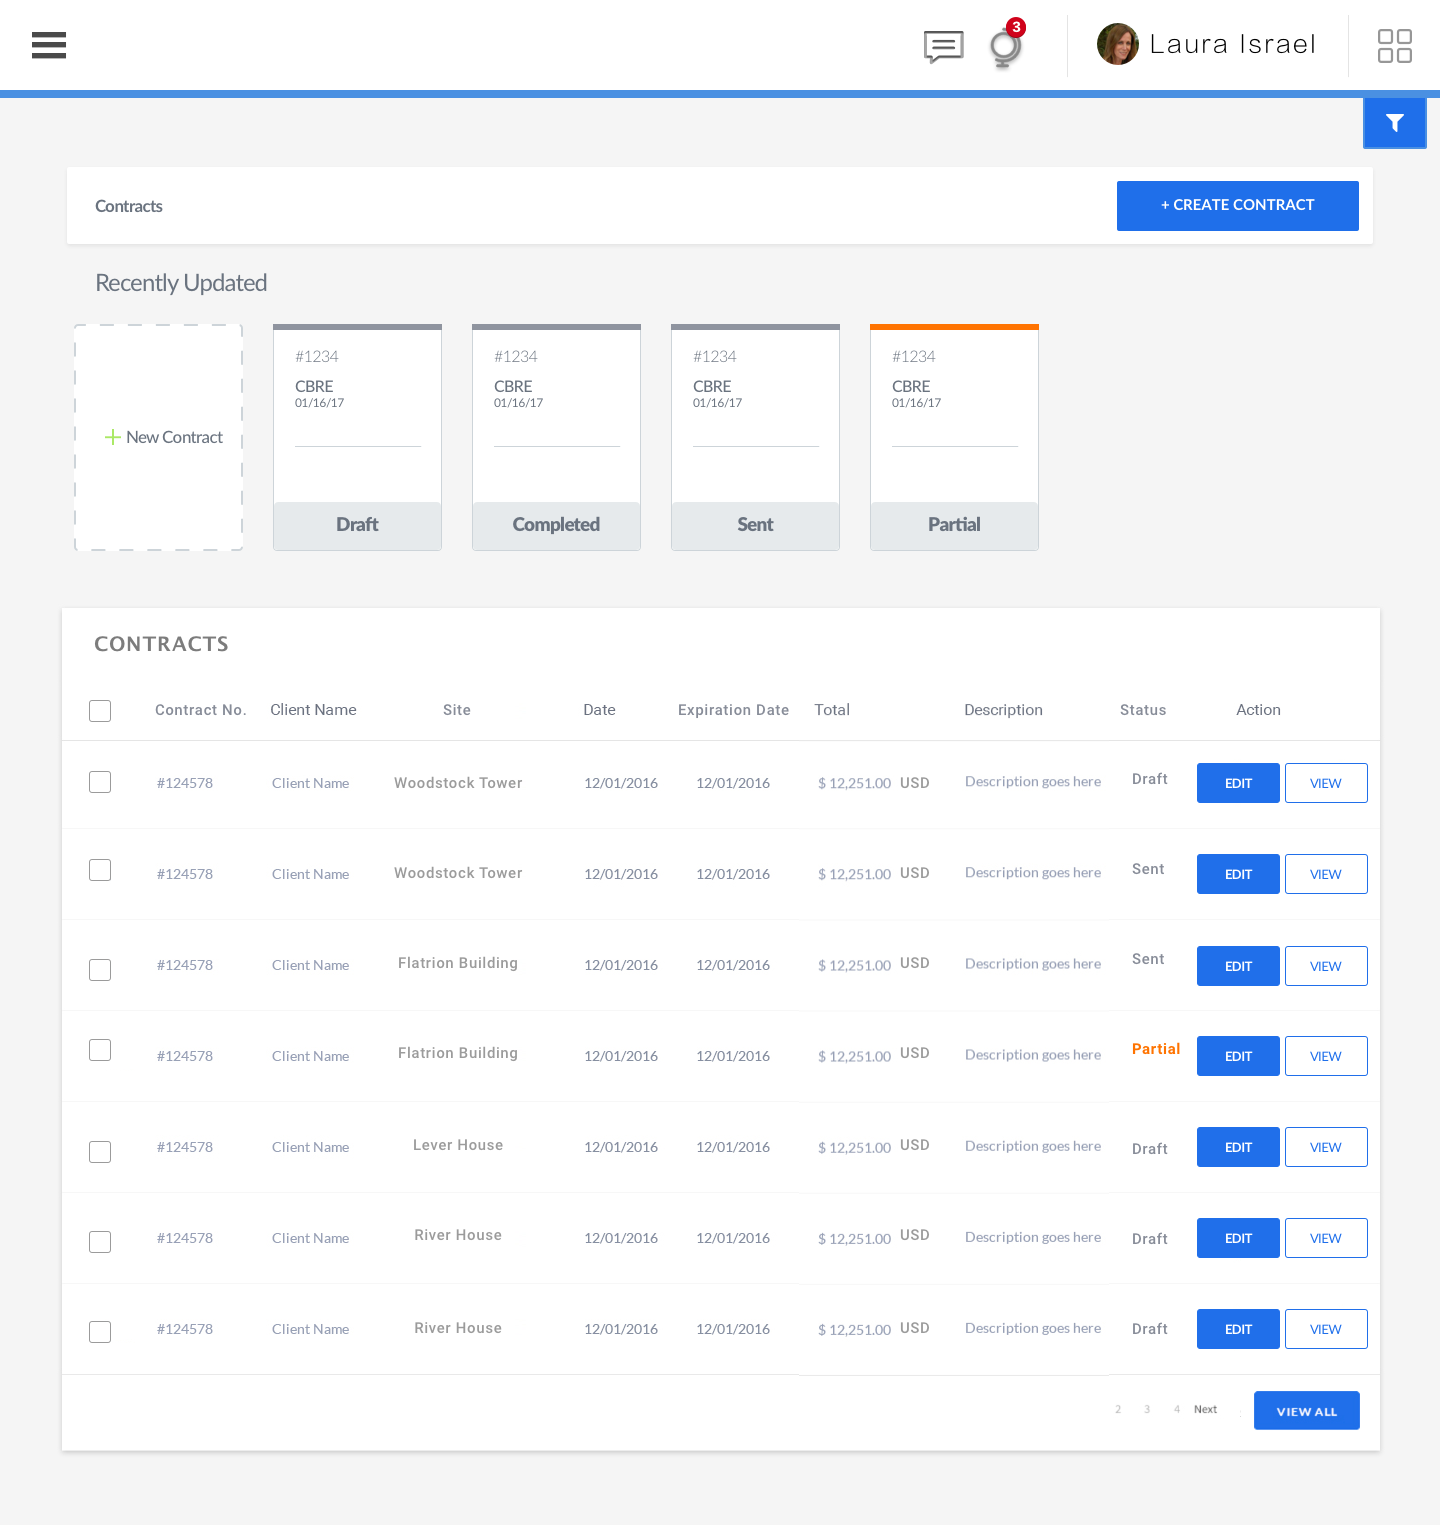 3
Laura Israel
Contracts
+ CREATE CONTRACT
Recently Updated
New Contract
#1234
CBRE
01/16/17
Draft
#1234
CBRE
01/16/17
Completed
#1234
CBRE
01/16/17
Sent
#1234
CBRE
01/16/17
Partial
CONTRACTS
Contract No. Client Name Site Date Expiration Date Total Description Status Action
#124578 Client Name Woodstock Tower 12/01/2016 12/01/2016 $ 12,251.00 USD Description goes here Draft EDIT VIEW
#124578 Client Name Woodstock Tower 12/01/2016 12/01/2016 $ 12,251.00 USD Description goes here Sent EDIT VIEW
#124578 Client Name Flatrion Building 12/01/2016 12/01/2016 $ 12,251.00 USD Description goes here Sent EDIT VIEW
#124578 Client Name Flatrion Building 12/01/2016 12/01/2016 $ 12,251.00 USD Description goes here Partial EDIT VIEW
#124578 Client Name Lever House 12/01/2016 12/01/2016 $ 12,251.00 USD Description goes here Draft EDIT VIEW
#124578 Client Name River House 12/01/2016 12/01/2016 $ 12,251.00 USD Description goes here Draft EDIT VIEW
#124578 Client Name River House 12/01/2016 12/01/2016 $ 12,251.00 USD Description goes here Draft EDIT VIEW
2 3 4 Next VIEW ALL